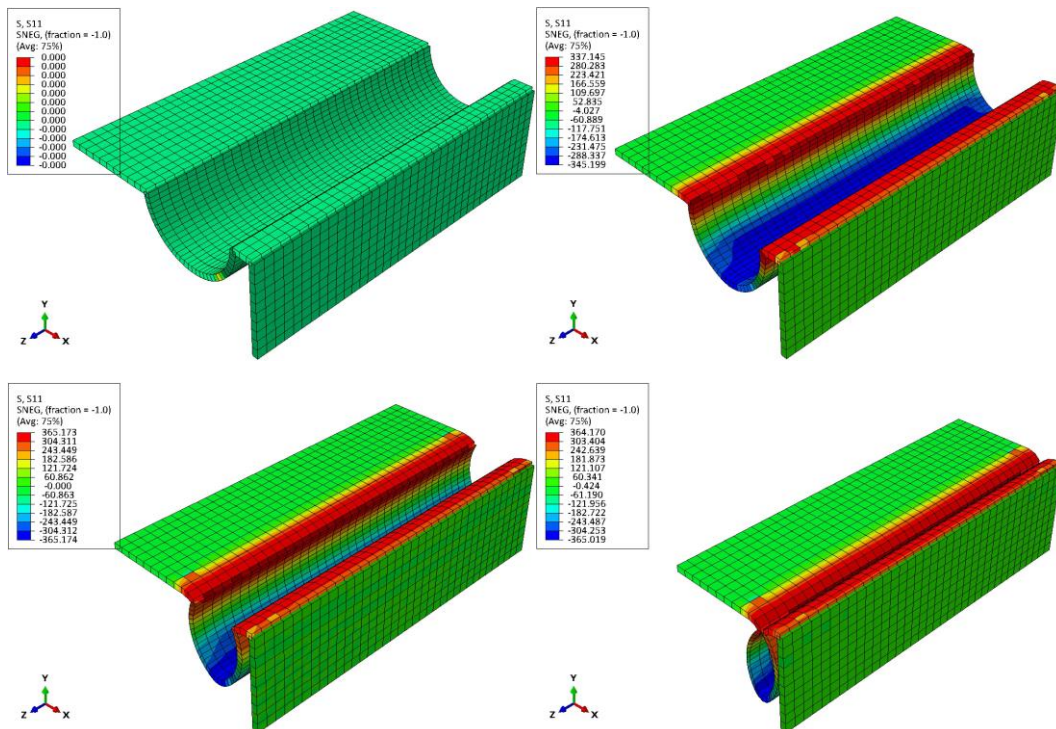 S, S11
SNEG, (fraction = -1.0)
(Avg: 75%)
0.000
0.000
0.000
0.000
0.000
0.000
0.000
-0.000
-0.000
-0.000
-0.000
-0.000
-0.000
Y
Z
X
S, S11
SNEG, (fraction = -1.0)
(Avg: 75%)
337.145
280.283
223.421
166.559
109.697
52.835
-4.027
-60.889
-117.751
-174.613
-231.475
-288.337
-345.199
Y
Z
X
S, S11
SNEG, (fraction = -1.0)
(Avg: 75%)
365.173
304.311
243.449
182.586
121.724
60.862
-0.000
-60.863
-121.725
-182.587
-243.449
-304.312
-365.174
Y
Z
X
S, S11
SNEG, (fraction = -1.0)
(Avg: 75%)
364.170
303.404
242.639
181.873
121.107
60.341
-0.424
-61.190
-121.956
-182.722
-243.487
-304.253
-365.019
Y
Z
X